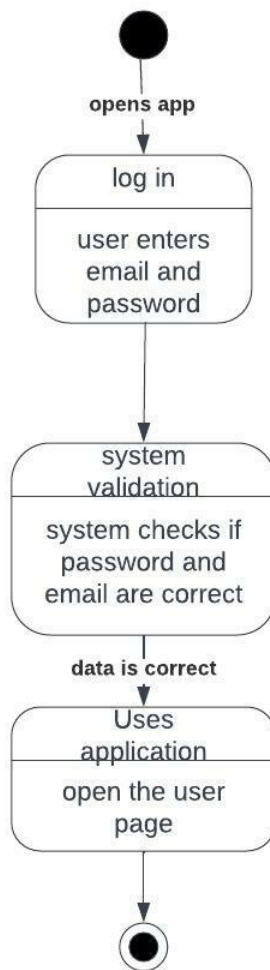 opens app
log in
user enters
email and
password
system
validation
system checks if
password and
email are correct
data is correct
Uses
application
open the user
page